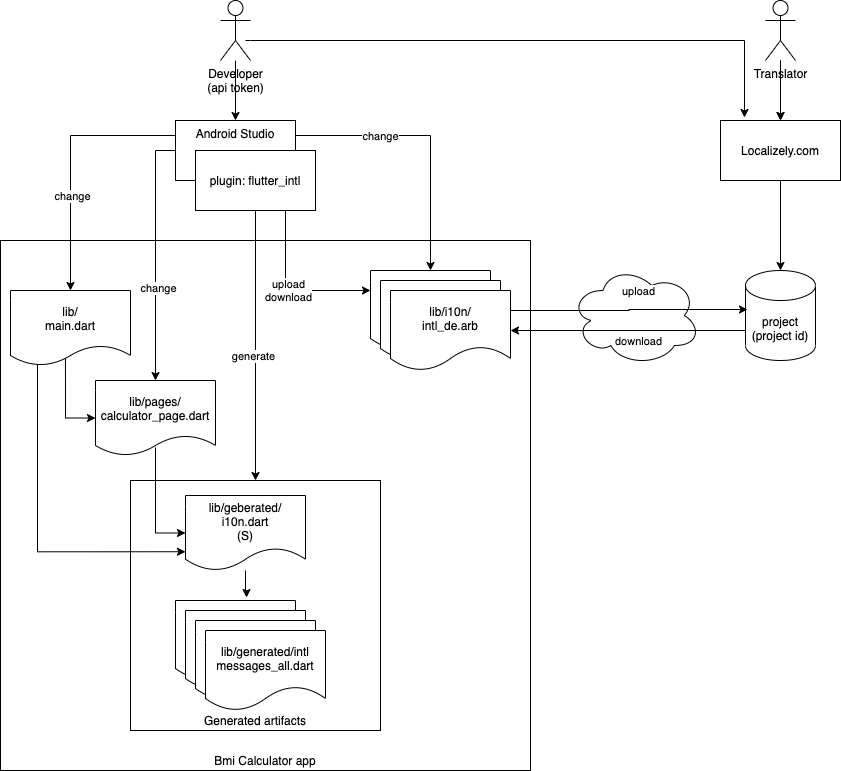 Developer
(api token)
Translator
Android Studio
change
Localizely.com
plugin: flutter_intl
change
change
upload
download
lib/
main.dart
lib/i10n/
intl_de.arb
upload
download
project
(project id)
generate
lib/pages/
calculator_page.dart
lib/geberated/
i10n.dart
(S)
lib/generated/intl
messages_all.dart
Generated artifacts
Bmi Calculator app